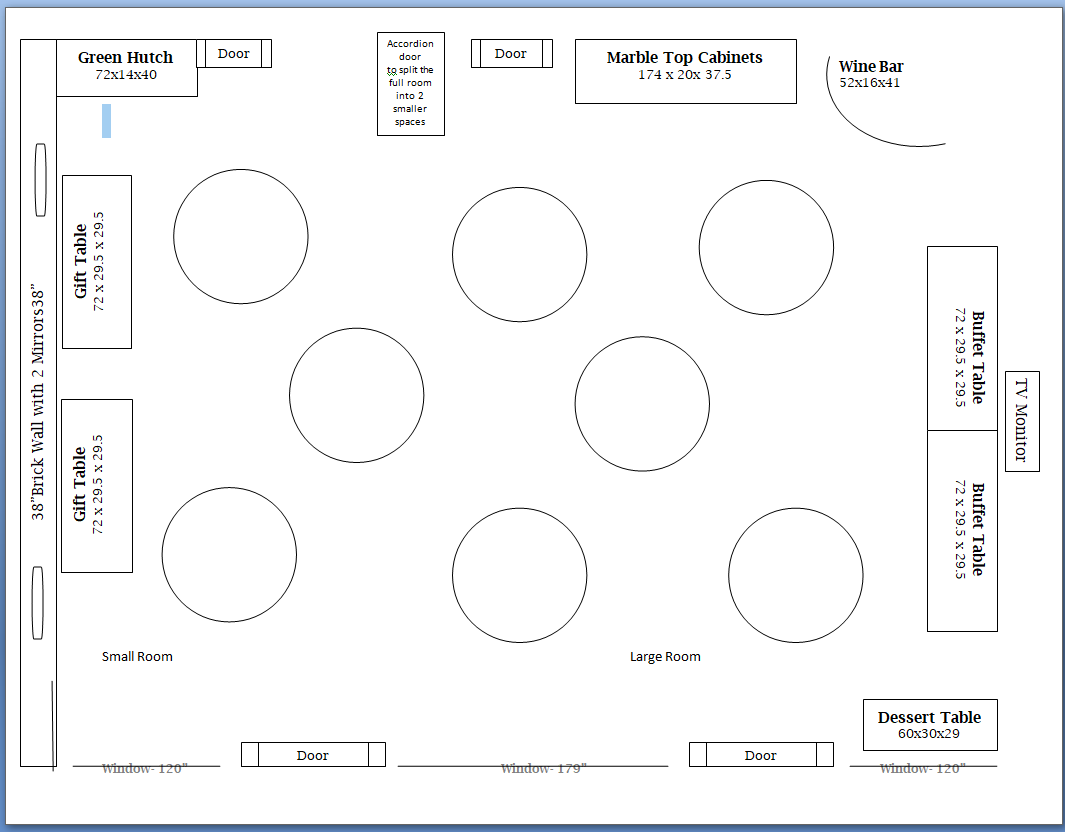 Green Hutch
72x14x40
Door
Accordion
door
to split the
full room
into 2
smaller
spaces
Door
Marble Top Cabinets
174 x 20x 37.5
Wine Bar
52x16x41
38”Brick Wall with 2 Mirrors38”
Gift Table
72 x 29.5 x 29.5
Gift Table
72 x 29.5 x 29.5
Buffet Table
72 x 29.5 x 29.5
Buffet Table
72 x 29.5 x 29.5
TV Monitor
Small Room
Large Room
Dessert Table
60x30x29
Door
Door
Window- 120”
Window- 179”
Window- 120”